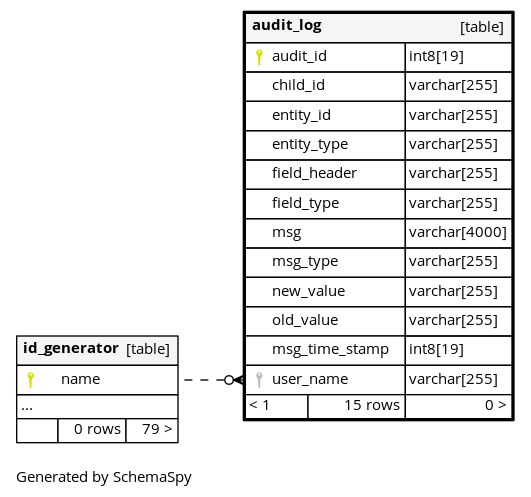 audit_log [table]
audit_id int8[19]
child_id varchar[255]
entity_id varchar[255]
entity_type varchar[255]
field_header varchar[255]
field_type varchar[255]
msg varchar[4000]
msg_type varchar[255]
new_value varchar[255]
old_value varchar[255]
msg_time_stamp int8[19]
user_name varchar[255]
< 1 15 rows 0 >
id_generator [table]
name
...
0 rows 79 >
Generated by SchemaSpy